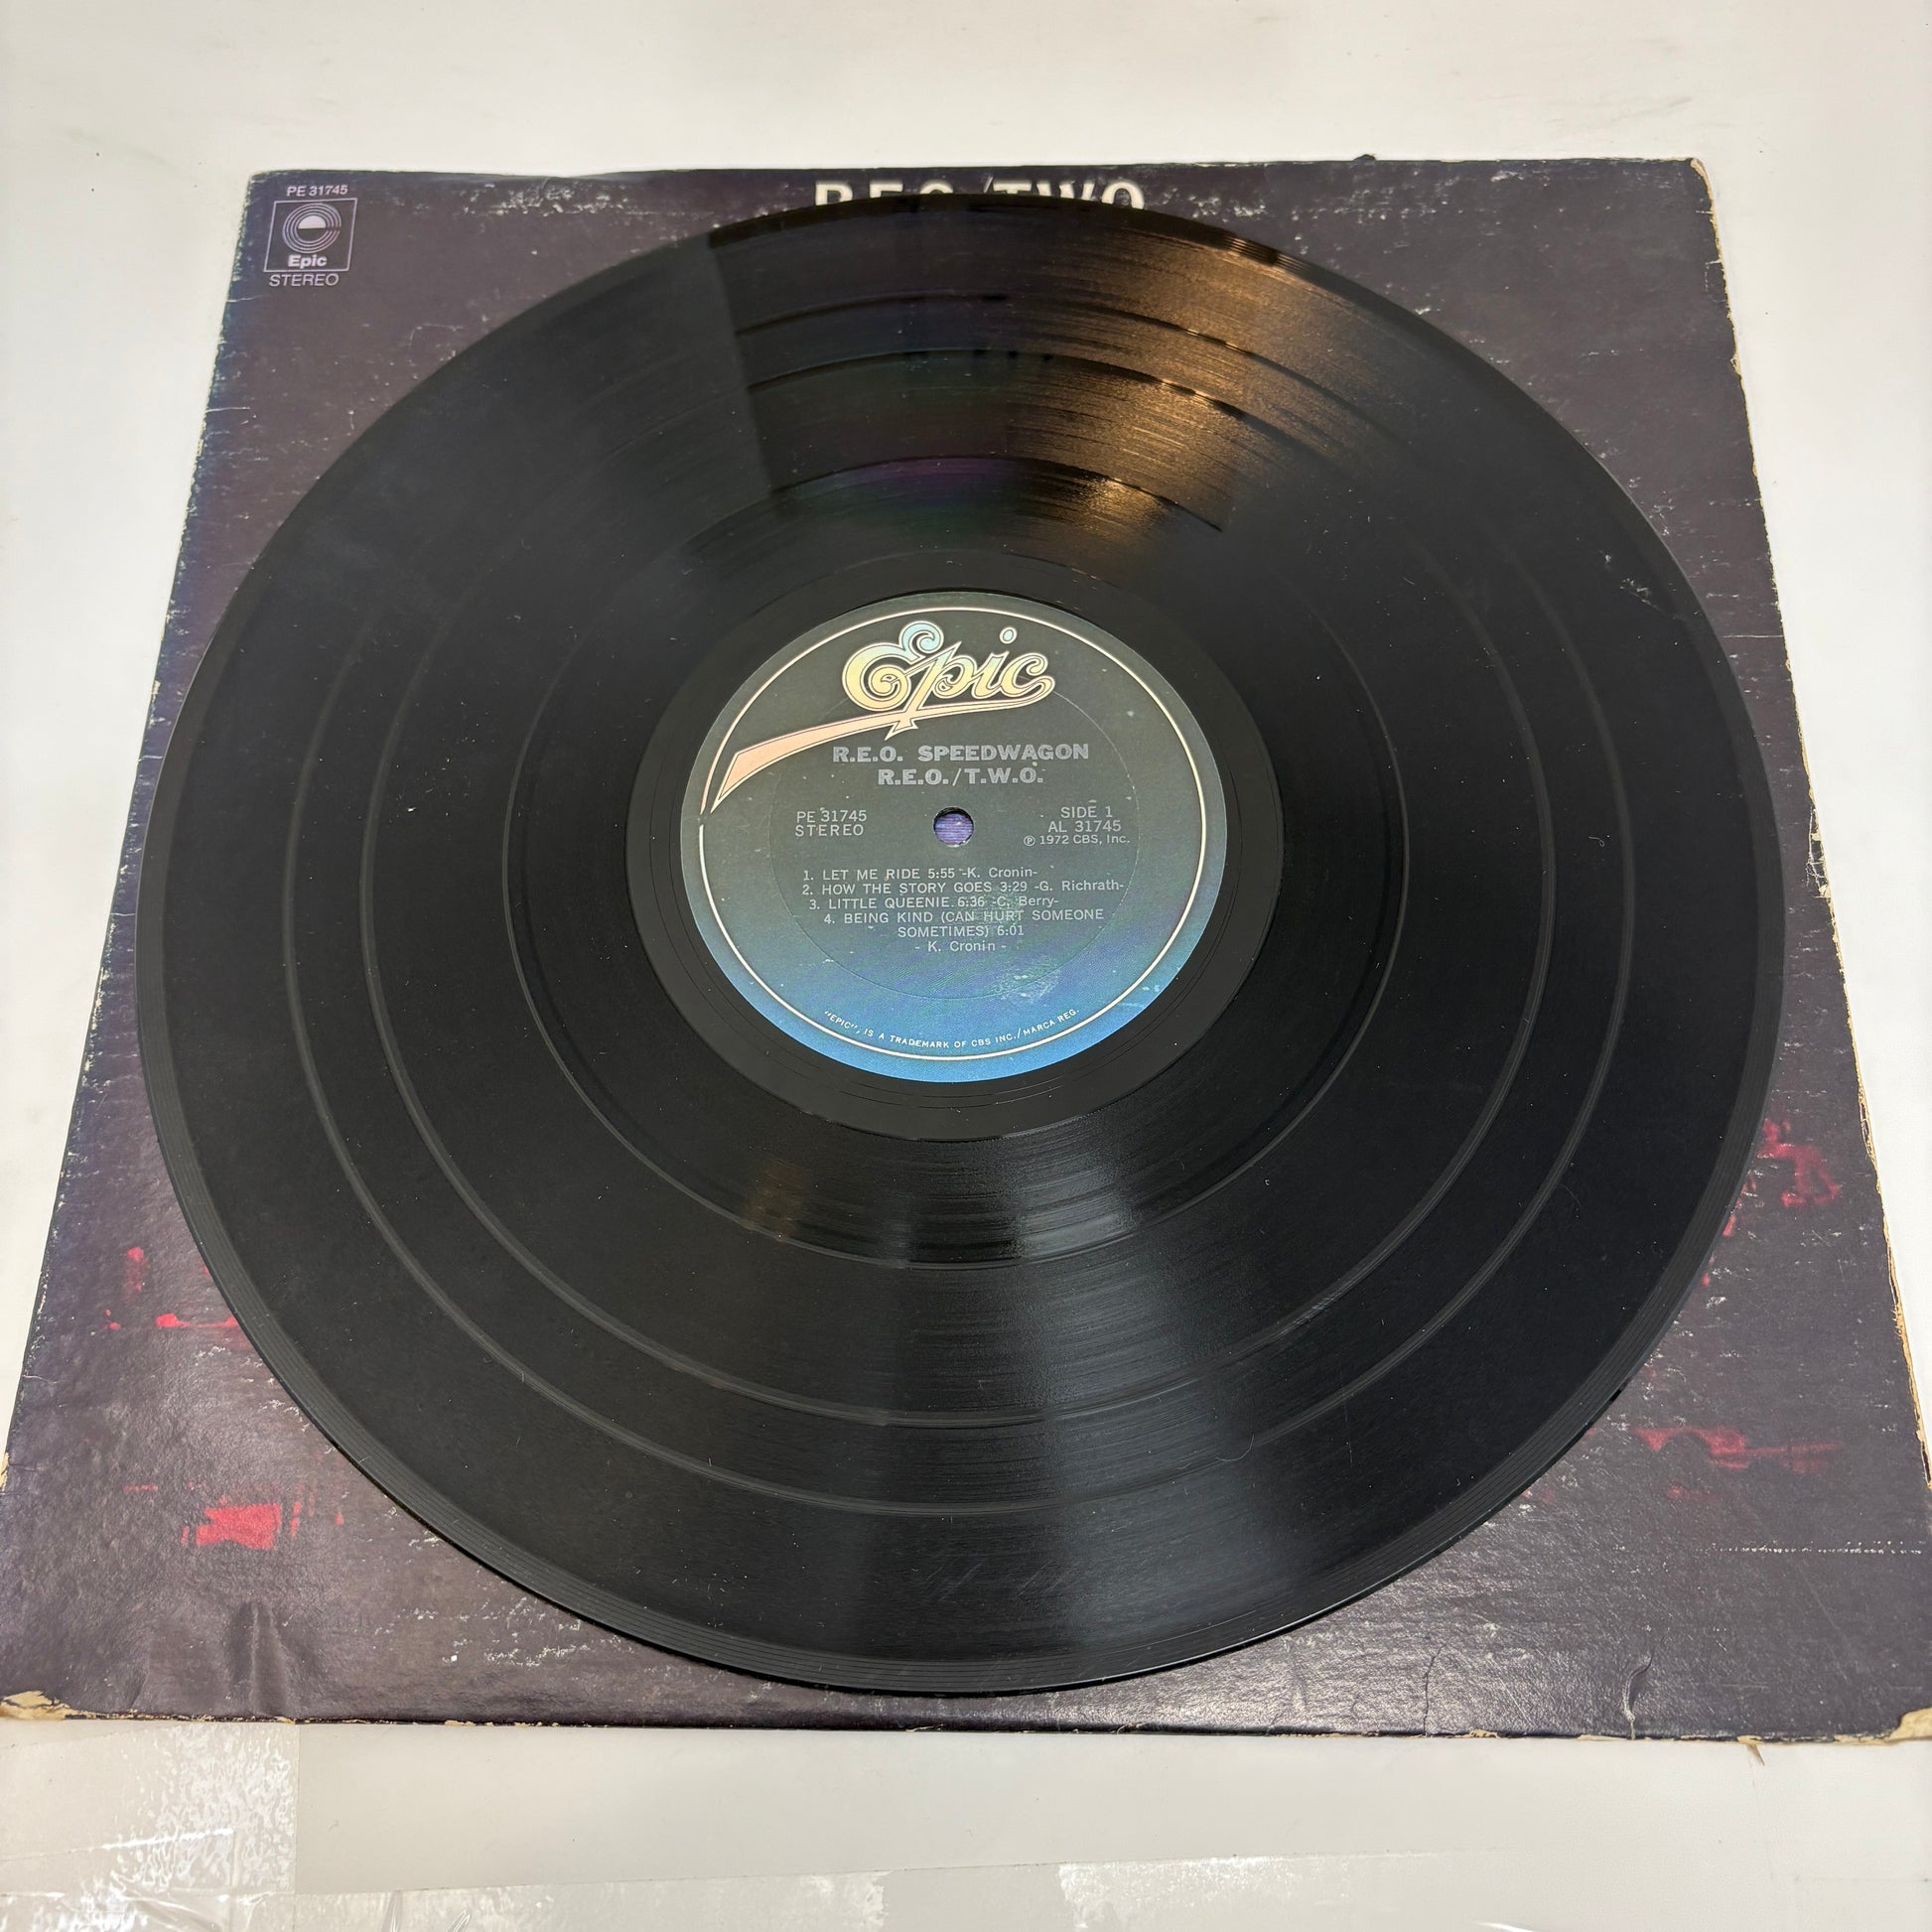 PE 31745
Epic
STEREO
R.E.O./TWO
Epic
R.E.O. SPEEDWAGON
R.E.O./T.W.O.
PE 31745
STEREO
SIDE 1
AL 31745
℗ 1972 CBS, Inc.
1. LET ME RIDE 5:55 -K. Cronin-
2. HOW THE STORY GOES 3:29 -G. Richrath-
3. LITTLE QUEENIE 6:36 -C. Berry-
4. BEING KIND (CAN HURT SOMEONE
SOMETIMES) 6:01
- K. Cronin -
"EPIC", IS A TRADEMARK OF CBS INC./MARCA REG.